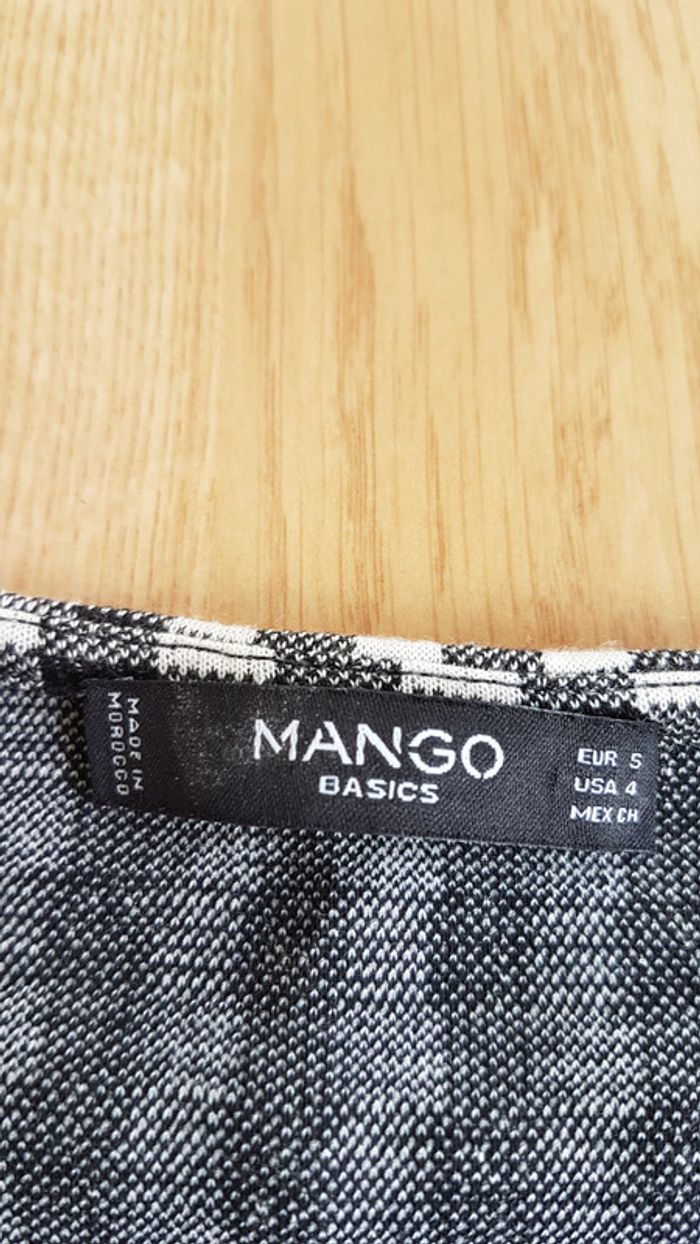 MADE IN
MOROCCO
MANGO
BASICS
EUR S
USA 4
MEX CH